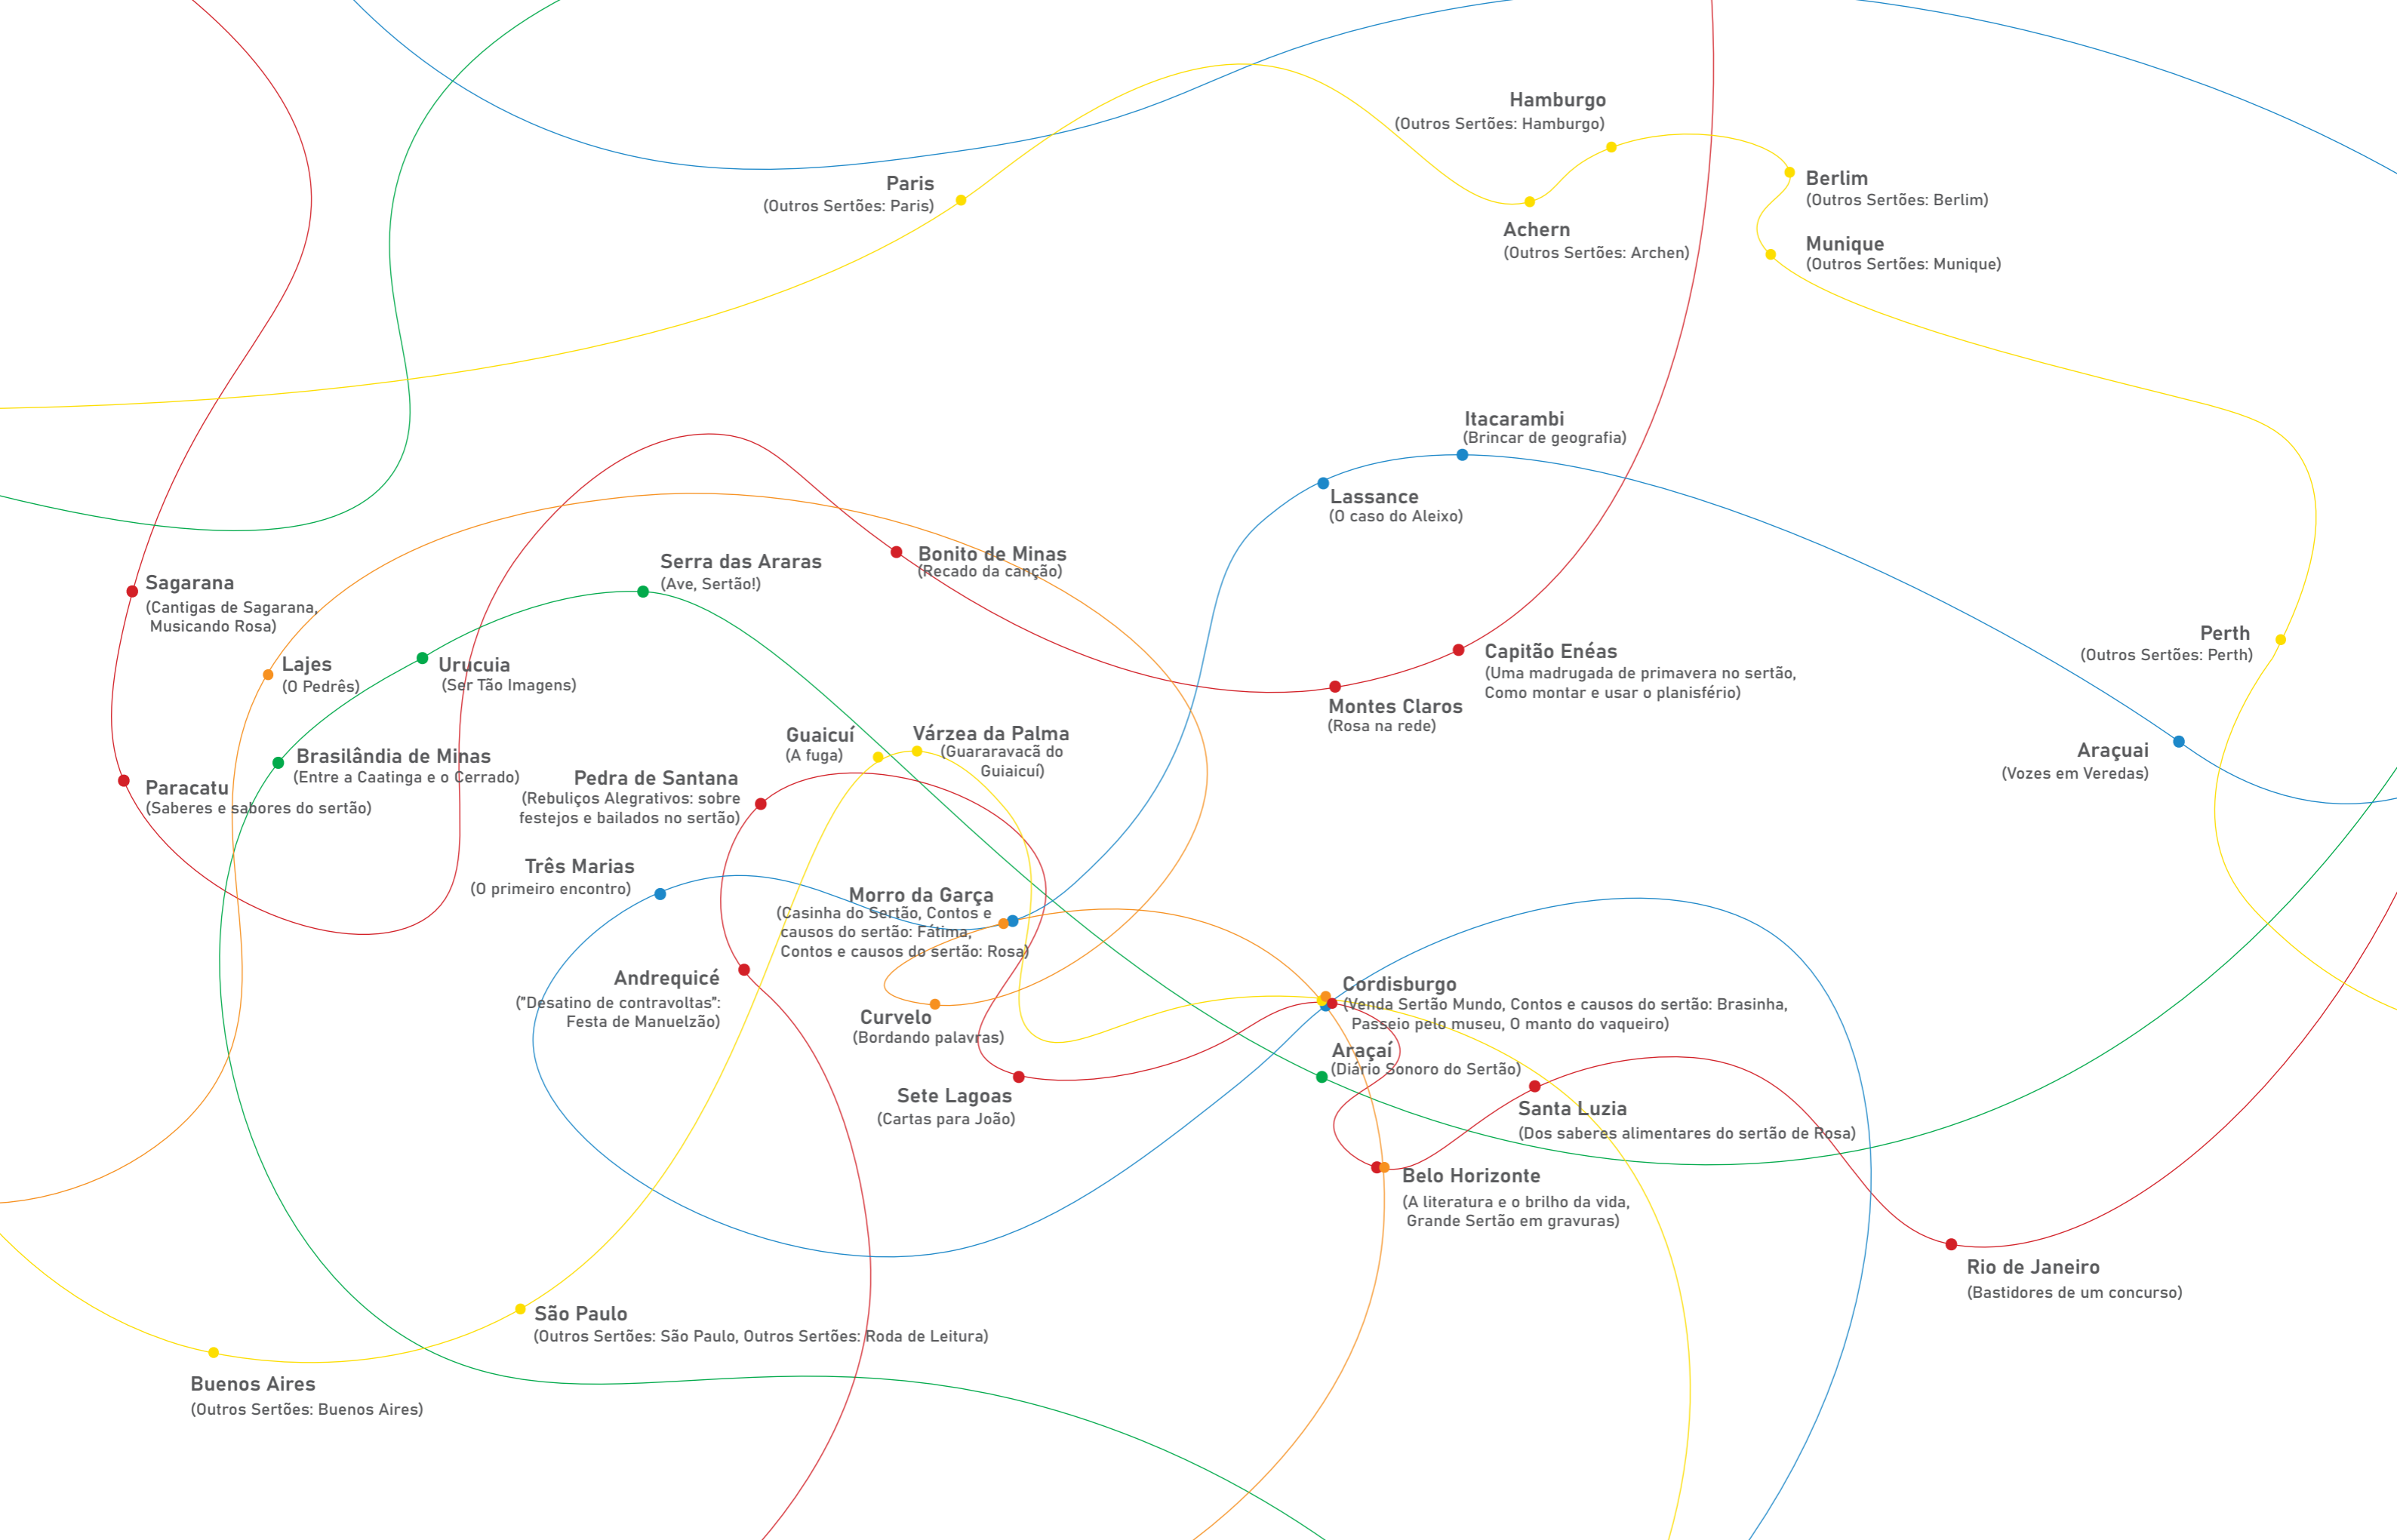 Hamburgo
(Outros Sertões: Hamburgo)
Paris
(Outros Sertões: Paris)
Berlim
(Outros Sertões: Berlim)
Achern
(Outros Sertões: Archen)
Munique
(Outros Sertões: Munique)
Itacarambi
(Brincar de geografia)
Lassance
(O caso do Aleixo)
Bonito de Minas
(Recado da canção)
Serra das Araras
(Ave, Sertão!)
Sagarana
(Cantigas de Sagarana,
Musicando Rosa)
Lajes
(O Pedrês)
Urucuia
(Ser Tão Imagens)
Capitão Enéas
(Uma madrugada de primavera no sertão,
Como montar e usar o planisfério)
Perth
(Outros Sertões: Perth)
Montes Claros
(Rosa na rede)
Guaicuí
(A fuga)
Várzea da Palma
(Guararavacã do
Guiaicuí)
Araçuai
(Vozes em Veredas)
Brasilândia de Minas
(Entre a Caatinga e o Cerrado)
Paracatu
(Saberes e sabores do sertão)
Pedra de Santana
(Rebuliços Alegrativos: sobre
festejos e bailados no sertão)
Três Marias
(O primeiro encontro)
Morro da Garça
(Casinha do Sertão, Contos e
causos do sertão: Fátima,
Contos e causos do sertão: Rosa)
Andrequicé
("Desatino de contravoltas":
Festa de Manuelzão)
Curvelo
(Bordando palavras)
Cordisburgo
(Venda Sertão Mundo, Contos e causos do sertão: Brasinha,
Passeio pelo museu, O manto do vaqueiro)
Araçaí
(Diário Sonoro do Sertão)
Sete Lagoas
(Cartas para João)
Santa Luzia
(Dos saberes alimentares do sertão de Rosa)
Belo Horizonte
(A literatura e o brilho da vida,
Grande Sertão em gravuras)
Rio de Janeiro
(Bastidores de um concurso)
São Paulo
(Outros Sertões: São Paulo, Outros Sertões: Roda de Leitura)
Buenos Aires
(Outros Sertões: Buenos Aires)